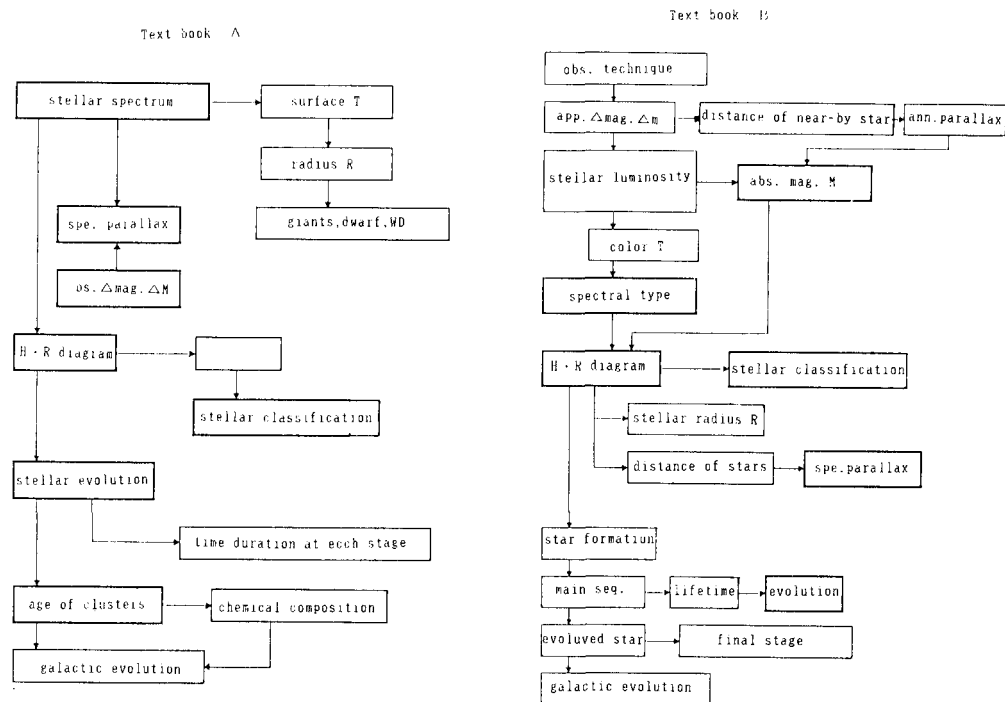 Text book A
stellar spectrum
surface T
radius R
giants,dwarf,WD
spe. parallax
os. △mag. △M
H・R diagram
stellar classification
stellar evolution
time duration at eoch stage
age of clusters
chemical composition
galactic evolution
Text book B
obs. technique
app. △mag. △m
distance of near-by star
ann.parallax
stellar luminosity
abs. mag. M
color T
spectral type
H・R diagram
stellar classification
stellar radius R
distance of stars
spe.parallax
star formation
main seq.
lifetime
evolution
evoluved star
final stage
galactic evolution